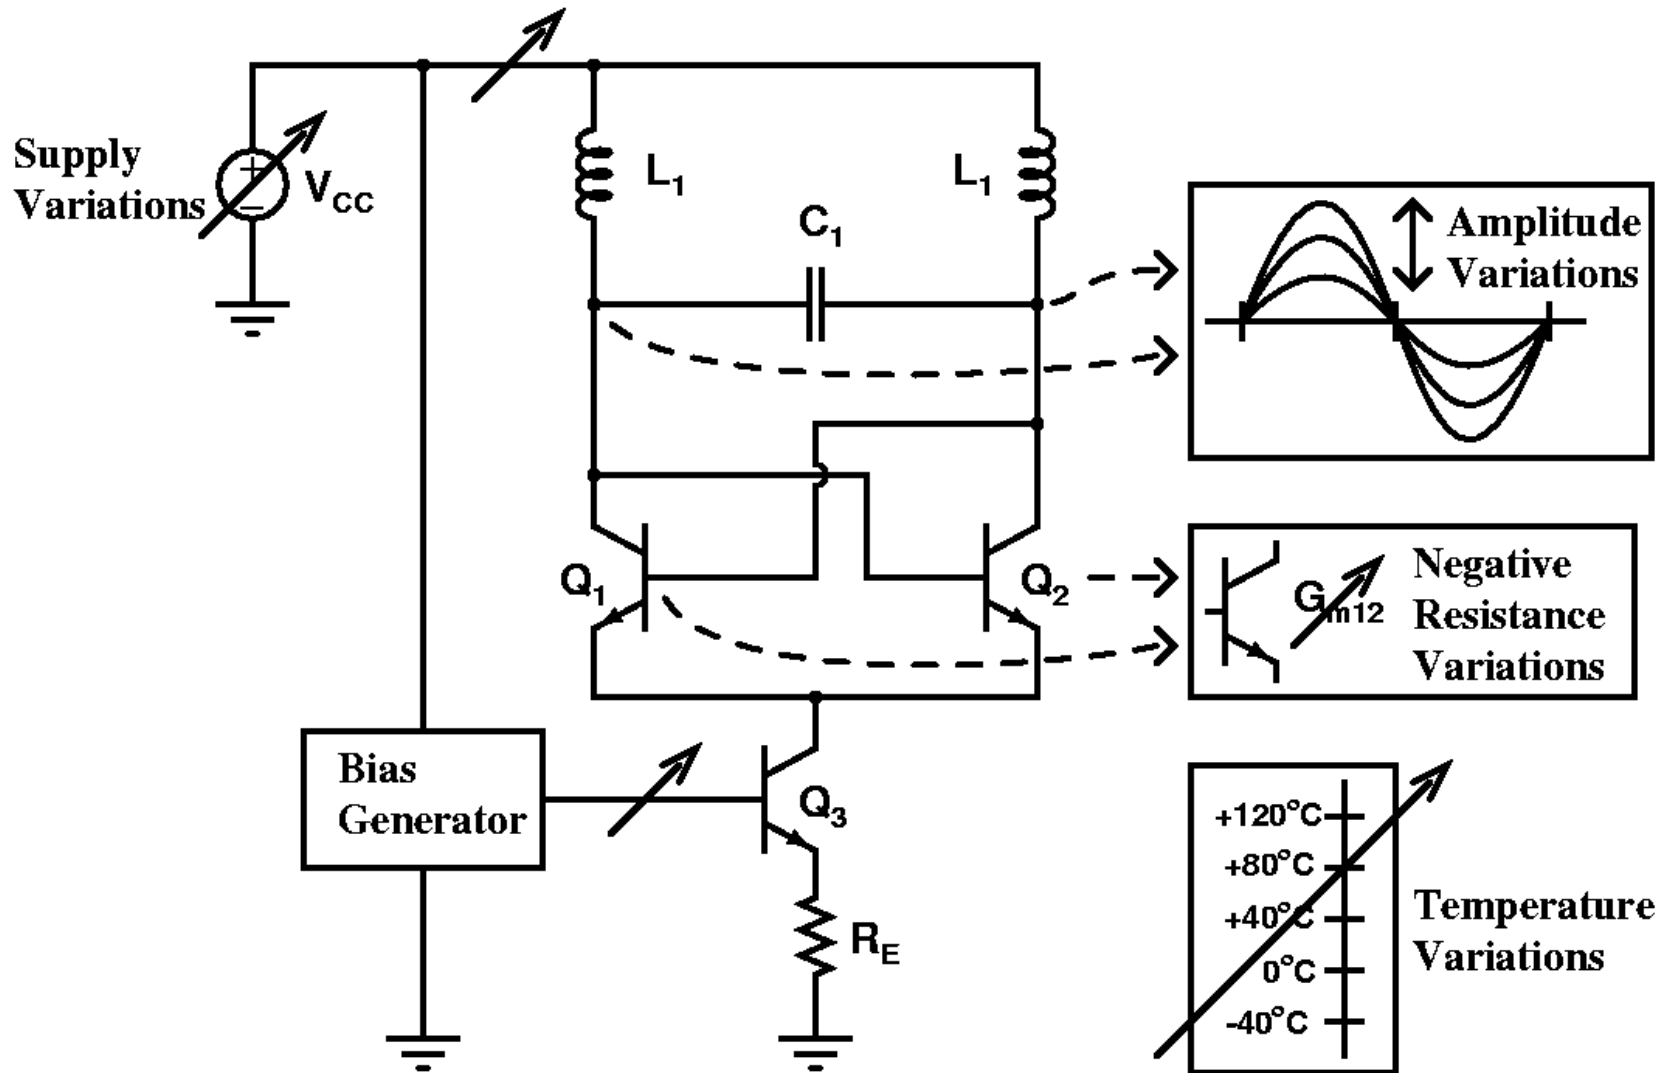 Supply
Variations
+
−
V_CC
L_1
L_1
C_1
Amplitude
Variations
Q_1
Q_2
G_m12
Negative
Resistance
Variations
Bias
Generator
Q_3
R_E
+120°C
+80°C
+40°C
0°C
-40°C
Temperature
Variations